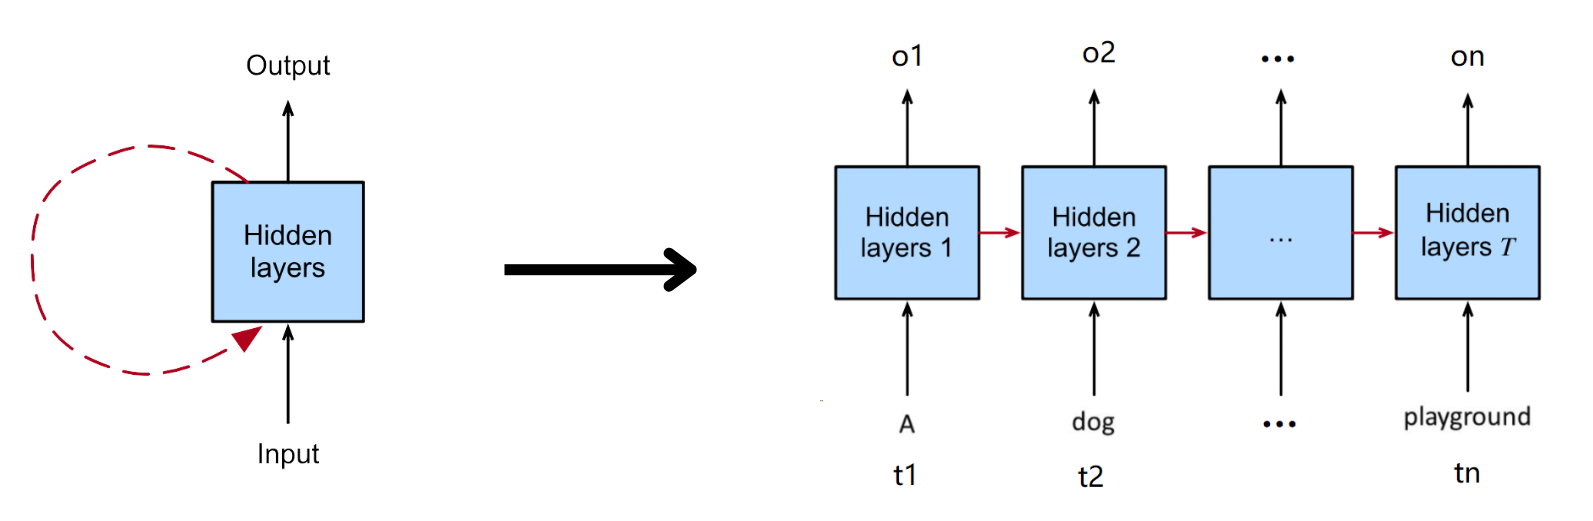 Output
Hidden
layers
Input
o1 o2 ... on
Hidden
layers 1
Hidden
layers 2
...
Hidden
layers T
A dog ... playground
t1 t2 tn